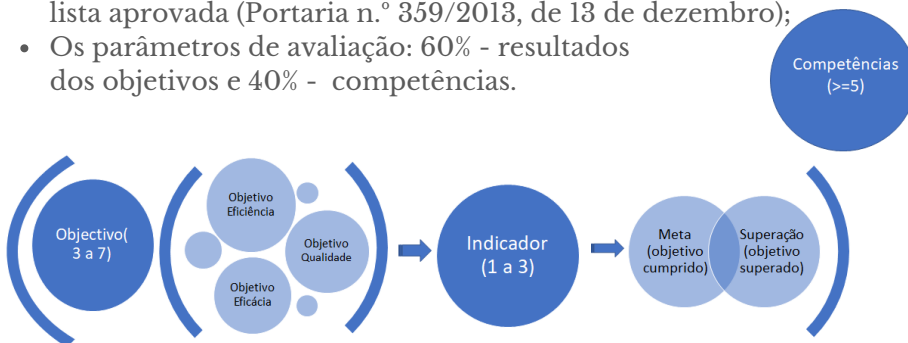 lista aprovada (Portaria n.º 359/2013, de 13 de dezembro);
• Os parâmetros de avaliação: 60% - resultados
dos objetivos e 40% - competências.
Competências
(>=5)
Objectivo(
3 a 7)
Objetivo
Eficiência
Objetivo
Qualidade
Objetivo
Eficácia
Indicador
(1 a 3)
Meta
(objetivo
cumprido)
Superação
(objetivo
superado)